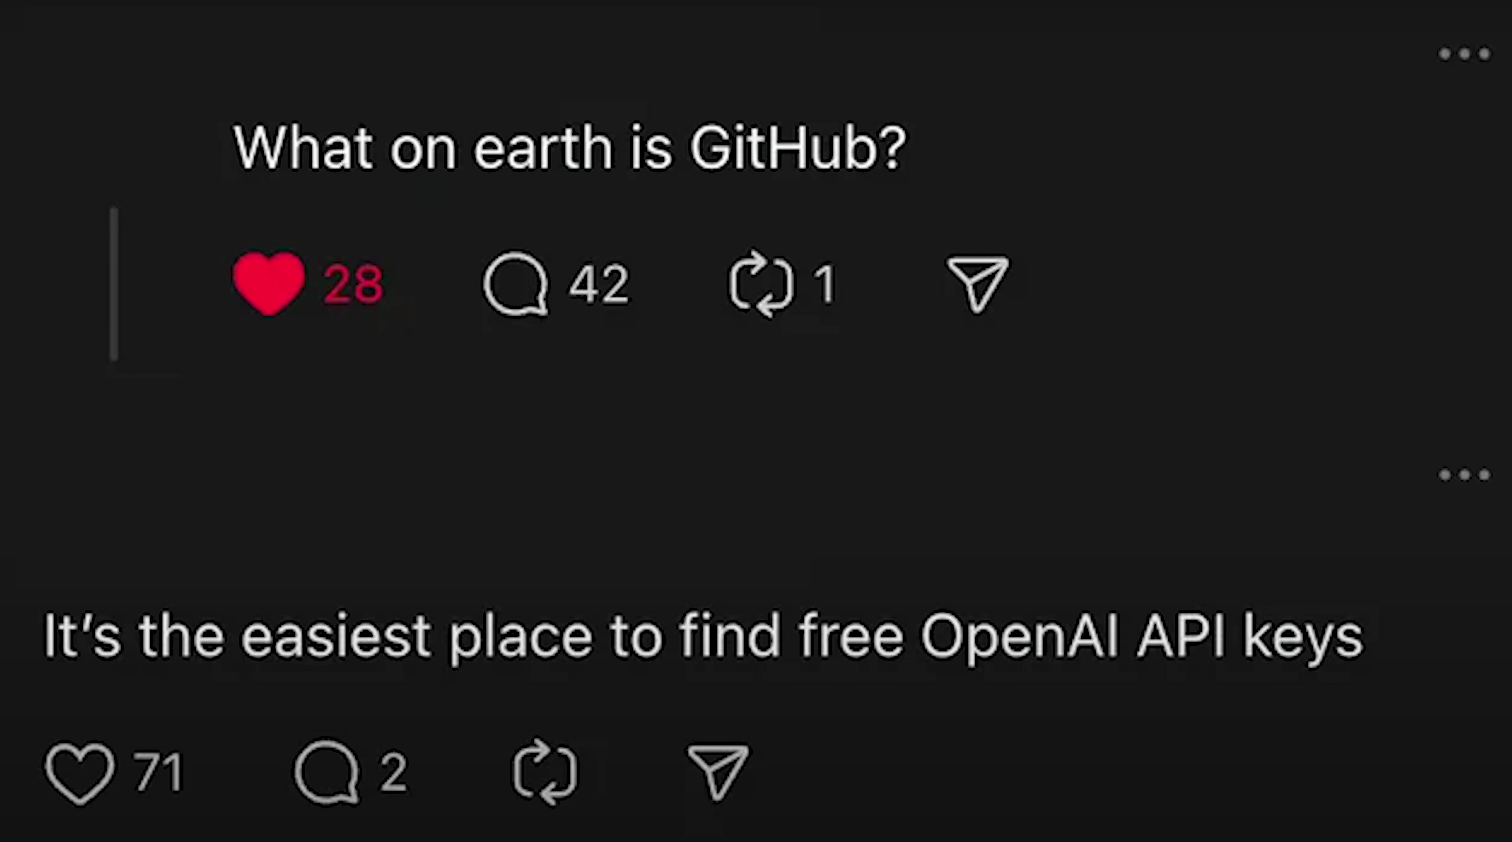 What on earth is GitHub?
28 42 1
It's the easiest place to find free OpenAI API keys
71 2